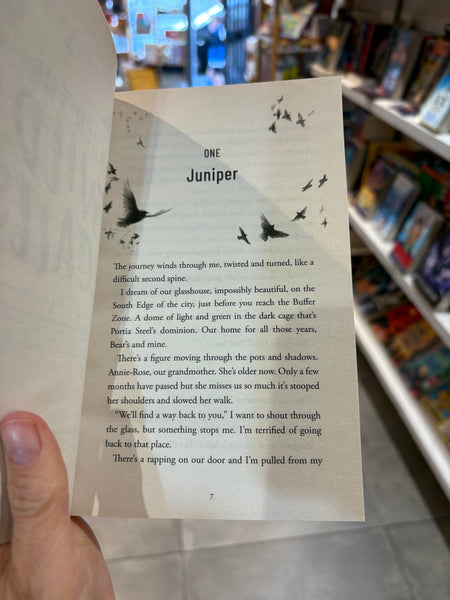 ONE
Juniper
The journey winds through me, twisted and turned, like a
difficult second spine.
I dream of our glasshouse, impossibly beautiful, on the
South Edge of the city, just before you reach the Buffer
Zone. A dome of light and green in the dark cage that's
Portia Steel's dominion. Our home for all those years,
Bear's and mine.
There's a figure moving through the pots and shadows.
Annie-Rose, our grandmother. She's older now. Only a few
months have passed but she misses us so much it's stooped
her shoulders and slowed her walk.
"We'll find a way back to you," I want to shout through
the glass, but something stops me. I'm terrified of going
back to that place.
There's a rapping on our door and I'm pulled from my
7